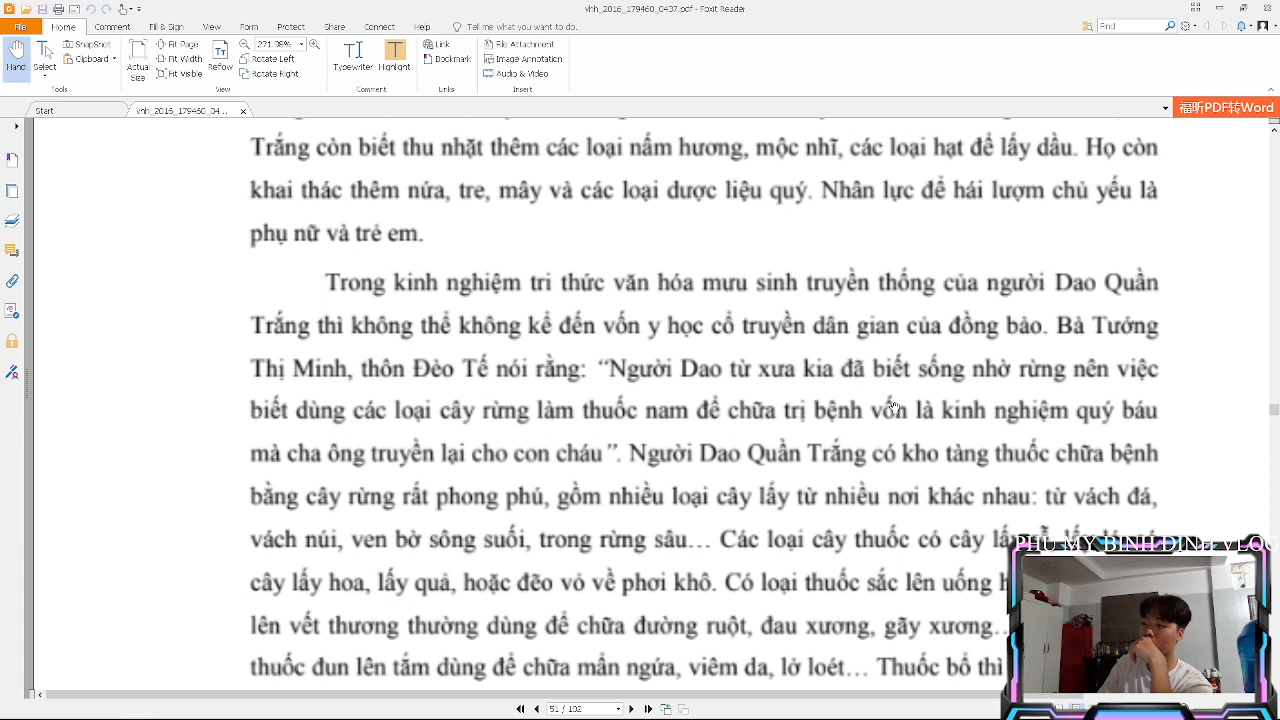 vhh_2016_179460_0437.pdf - Foxit Reader
File Home Comment Fill & Sign View Form Protect Share Connect Help Tell me what you want to do.. Find
Hand Select SnapShot Clipboard Actual Size Fit Page Fit Width Fit Visible Reflow 271.08% Rotate Left Rotate Right Typewriter Highlight Link Bookmark File Attachment Image Annotation Audio & Video
Tools View Comment Links Insert
Start vhh_2016_179460_04... 福昕PDF转Word
Trắng còn biết thu nhặt thêm các loại nấm hương, mộc nhĩ, các loại hạt để lấy dầu. Họ còn
khai thác thêm nứa, tre, mây và các loại dược liệu quý. Nhân lực để hái lượm chủ yếu là
phụ nữ và trẻ em.
Trong kinh nghiệm tri thức văn hóa mưu sinh truyền thống của người Dao Quần
Trắng thì không thể không kể đến vốn y học cổ truyền dân gian của đồng bào. Bà Tướng
Thị Minh, thôn Đèo Tế nói rằng: “Người Dao từ xưa kia đã biết sống nhờ rừng nên việc
biết dùng các loại cây rừng làm thuốc nam để chữa trị bệnh vốn là kinh nghiệm quý báu
mà cha ông truyền lại cho con cháu”. Người Dao Quần Trắng có kho tàng thuốc chữa bệnh
bằng cây rừng rất phong phú, gồm nhiều loại cây lấy từ nhiều nơi khác nhau: từ vách đá,
vách núi, ven bờ sông suối, trong rừng sâu… Các loại cây thuốc có cây
cây lấy hoa, lấy quả, hoặc đẽo vỏ về phơi khô. Có loại thuốc sắc lên uống
lên vết thương thường dùng để chữa đường ruột, đau xương, gãy xương…
thuốc đun lên tắm dùng để chữa mẩn ngứa, viêm da, lở loét… Thuốc bổ thì
PHU MY BINH DINH VLOG
51 / 102